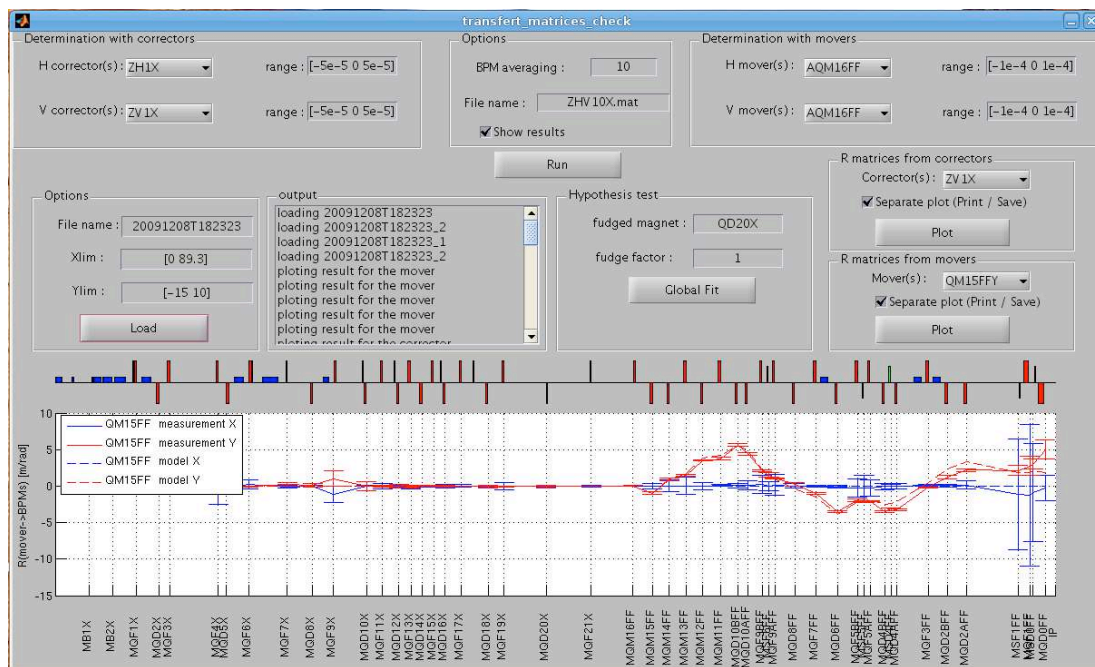 transfert_matrices_check
Determination with correctors
H corrector(s): ZH1X range : [-5e-5 0 5e-5]
V corrector(s): ZV1X range : [-5e-5 0 5e-5]
Options
BPM averaging : 10
File name : ZHV10X.mat
Show results
Determination with movers
H mover(s): AQM16FF range : [-1e-4 0 1e-4]
V mover(s): AQM16FF range : [-1e-4 0 1e-4]
Run
Options
File name : 20091208T182323
Xlim : [0 89.3]
Ylim : [-15 10]
Load
output
loading 20091208T182323
loading 20091208T182323_2
loading 20091208T182323_1
loading 20091208T182323_2
ploting result for the mover
ploting result for the mover
ploting result for the mover
ploting result for the mover
ploting result for the corrector
Hypothesis test
fudged magnet : QD20X
fudge factor : 1
Global Fit
R matrices from correctors
Corrector(s) : ZV1X
Separate plot (Print / Save)
Plot
R matrices from movers
Mover(s) : QM15FFY
Separate plot (Print / Save)
Plot
R(mover->BPMs) [m/rad]
10
5
0
-5
-10
-15
QM15FF measurement X
QM15FF measurement Y
QM15FF model X
QM15FF model Y
MB1X
MB2X
MQF1X
MQD2X
MQF3X
MQF4X
MQD5X
MQF6X
MQF7X
MQD8X
MQF9X
MQD10X
MQF11X
MQD12X
MQF13X
MQD14X
MQF15X
MQD16X
MQF17X
MQD18X
MQF19X
MQD20X
MQF21X
MQM16FF
MQM15FF
MQM14FF
MQM13FF
MQM12FF
MQM11FF
MQD10BFF
MQD10AFF
MQF9AFF
MQD8FF
MQF7FF
MQD6FF
MQF5AFF
MQD4AFF
MQF3FF
MQD2BFF
MQD2AFF
MSF1FF
MQD0FF
IP